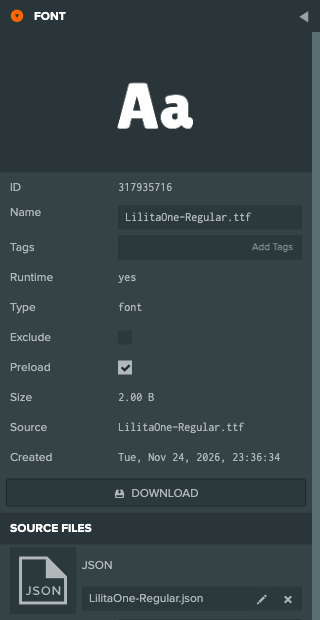 FONT
Aa
ID 317935716
Name LilitaOne-Regular.ttf
Tags Add Tags
Runtime yes
Type font
Exclude
Preload
Size 2.00 B
Source LilitaOne-Regular.ttf
Created Tue, Nov 24, 2026, 23:36:34
DOWNLOAD
SOURCE FILES
JSON
JSON
LilitaOne-Regular.json